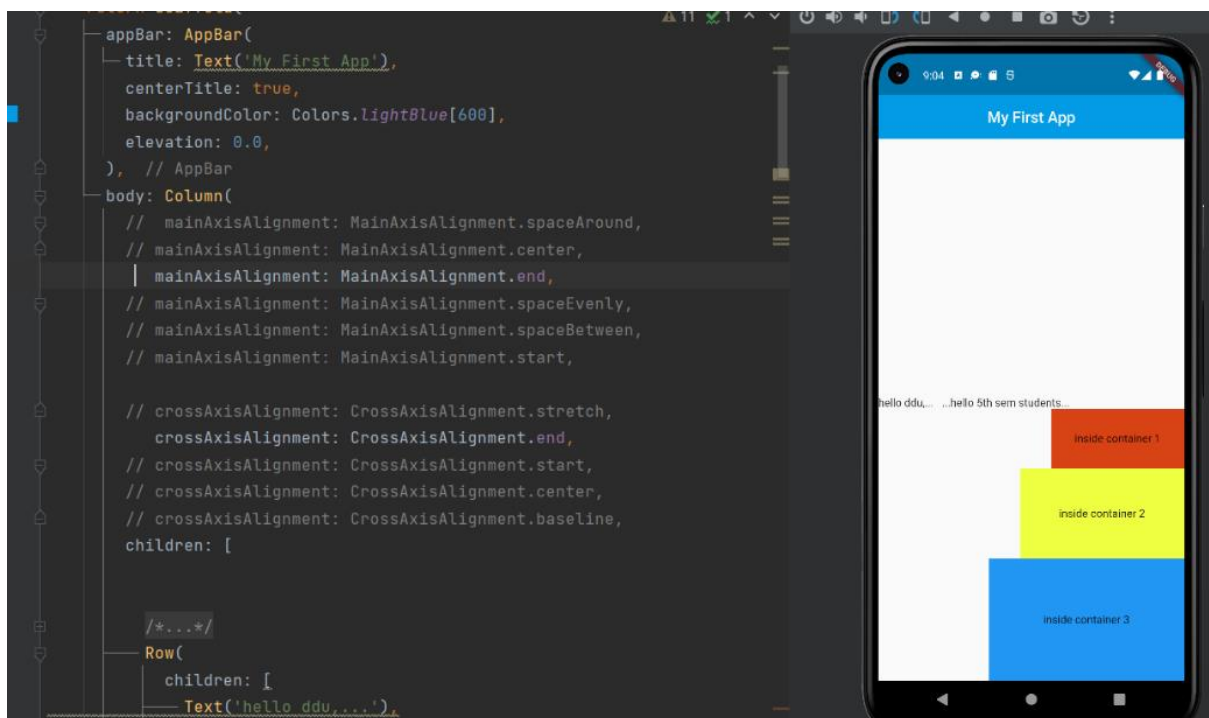 appBar: AppBar(
title: Text('My First App'),
centerTitle: true,
backgroundColor: Colors.lightBlue[600],
elevation: 0.0,
), // AppBar
body: Column(
// mainAxisAlignment: MainAxisAlignment.spaceAround,
// mainAxisAlignment: MainAxisAlignment.center,
mainAxisAlignment: MainAxisAlignment.end,
// mainAxisAlignment: MainAxisAlignment.spaceEvenly,
// mainAxisAlignment: MainAxisAlignment.spaceBetween,
// mainAxisAlignment: MainAxisAlignment.start,
// crossAxisAlignment: CrossAxisAlignment.stretch,
crossAxisAlignment: CrossAxisAlignment.end,
// crossAxisAlignment: CrossAxisAlignment.start,
// crossAxisAlignment: CrossAxisAlignment.center,
// crossAxisAlignment: CrossAxisAlignment.baseline,
children: [
/*...*/
Row(
children: [
Text('hello ddu,...'),
11 1
9:04
DEBUG
My First App
hello ddu,... ...hello 5th sem students...
inside container 1
inside container 2
inside container 3